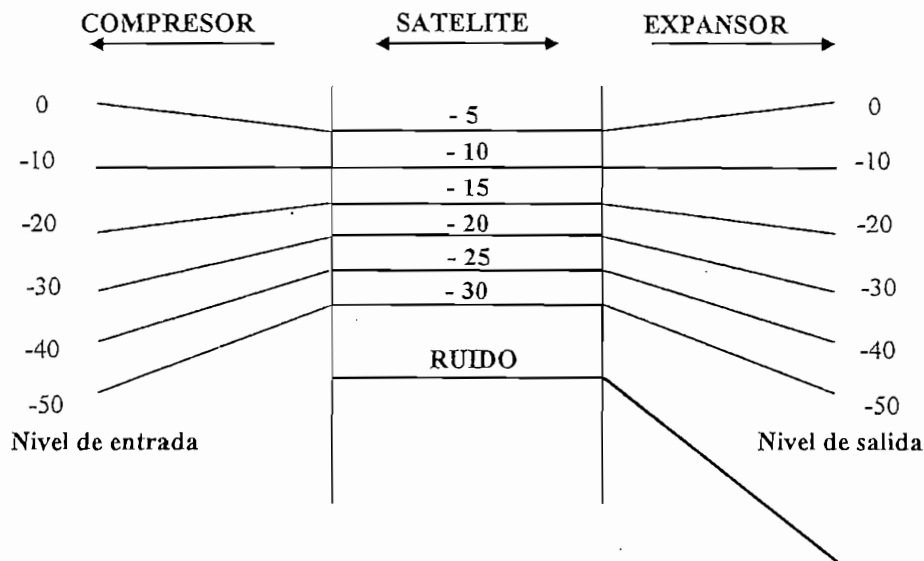 COMPRESOR SATELITE EXPANSOR
0 - 5 0
-10 - 10 -10
- 15
-20 - 20 -20
- 25
-30 - 30 -30
-40 RUIDO -40
-50 -50
Nivel de entrada Nivel de salida